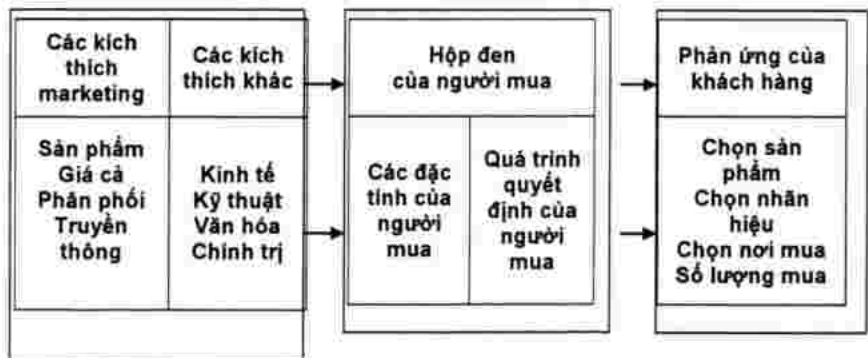 Các kích
thích
marketing
Các kích
thích khác
Hộp đen
của người mua
Phản ứng của
khách hàng
Sản phẩm
Giá cả
Phân phối
Truyền
thông
Kinh tế
Kỹ thuật
Văn hóa
Chính trị
Các đặc
tính của
người
mua
Quá trình
quyết
định của
người
mua
Chọn sản
phẩm
Chọn nhãn
hiệu
Chọn nơi mua
Số lượng mua